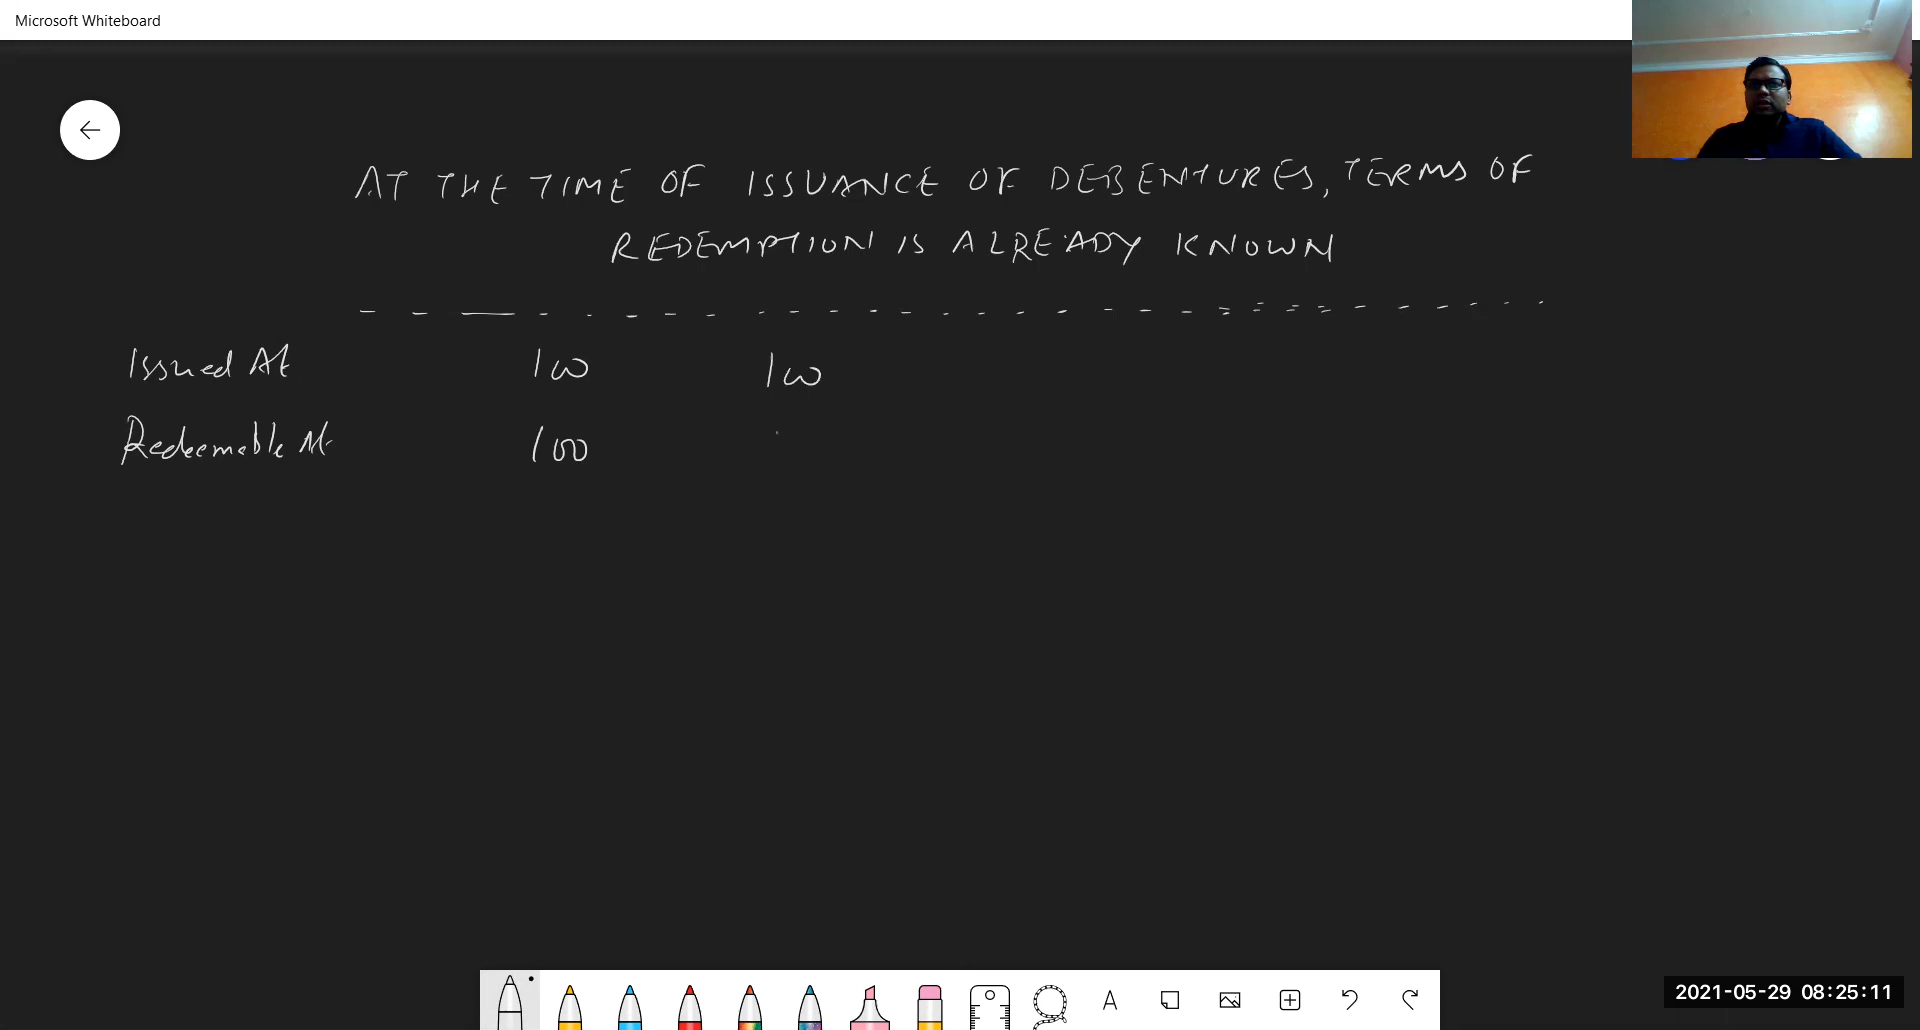 Microsoft Whiteboard
AT THE TIME OF ISSUANCE OF DEBENTURES, TERMS OF
REDEMPTION IS ALREADY KNOWN
Issued At 100 100
Redeemable At 100
2021-05-29 08:25:11